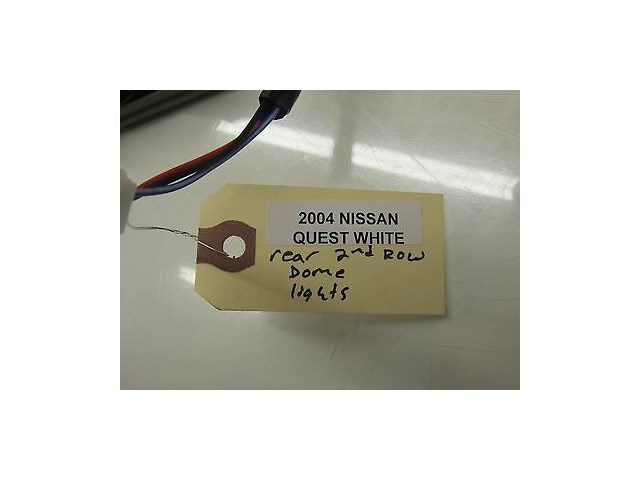 2004 NISSAN
QUEST WHITE
rear 2nd Row
Dome
lights